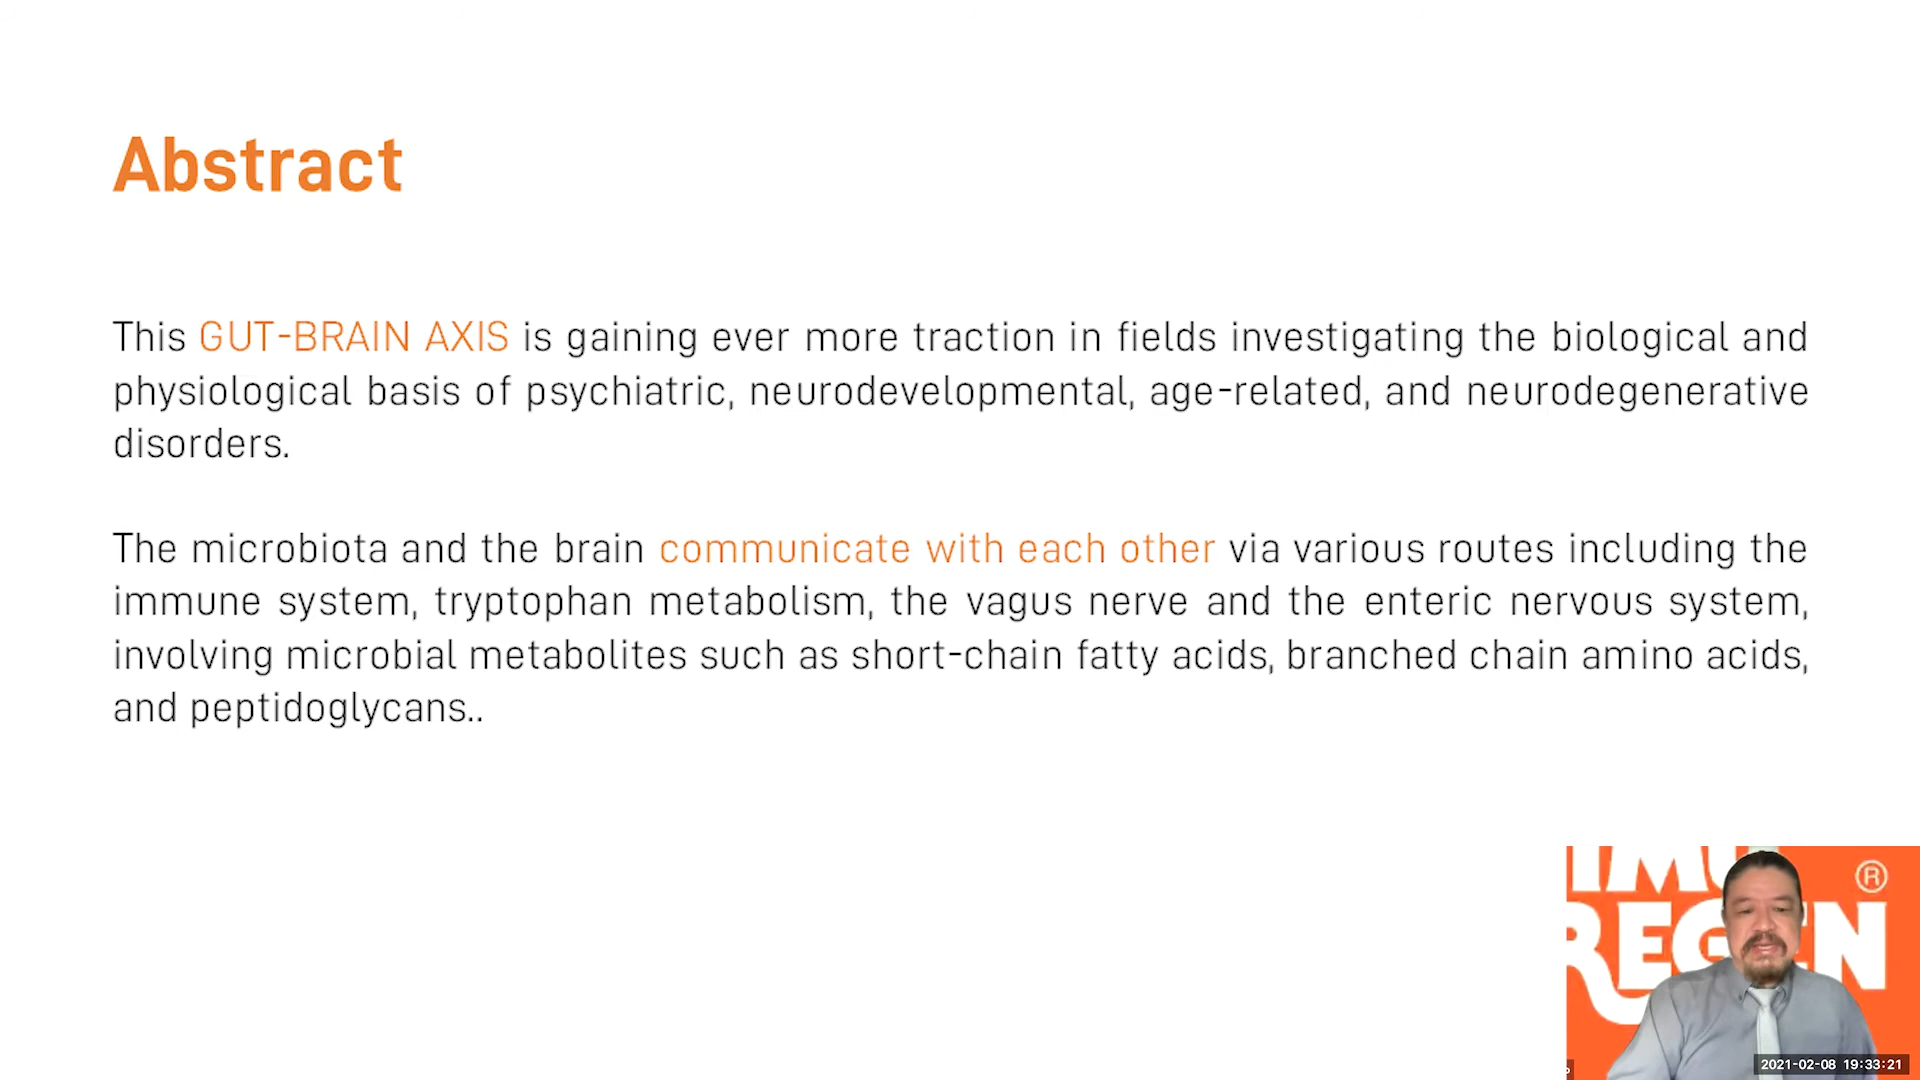 Abstract
This GUT-BRAIN AXIS is gaining ever more traction in fields investigating the biological and
physiological basis of psychiatric, neurodevelopmental, age-related, and neurodegenerative
disorders.
The microbiota and the brain communicate with each other via various routes including the
immune system, tryptophan metabolism, the vagus nerve and the enteric nervous system,
involving microbial metabolites such as short-chain fatty acids, branched chain amino acids,
and peptidoglycans..
®
2021-02-08 19:33:21